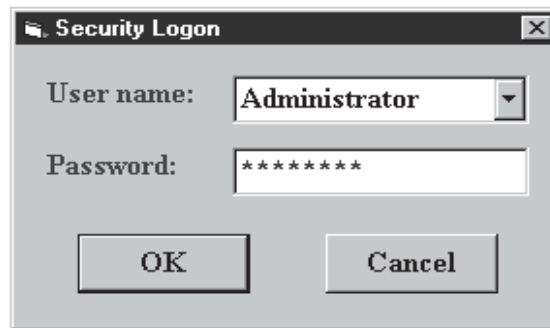 Security Logon
User name: Administrator
Password: ********
OK Cancel